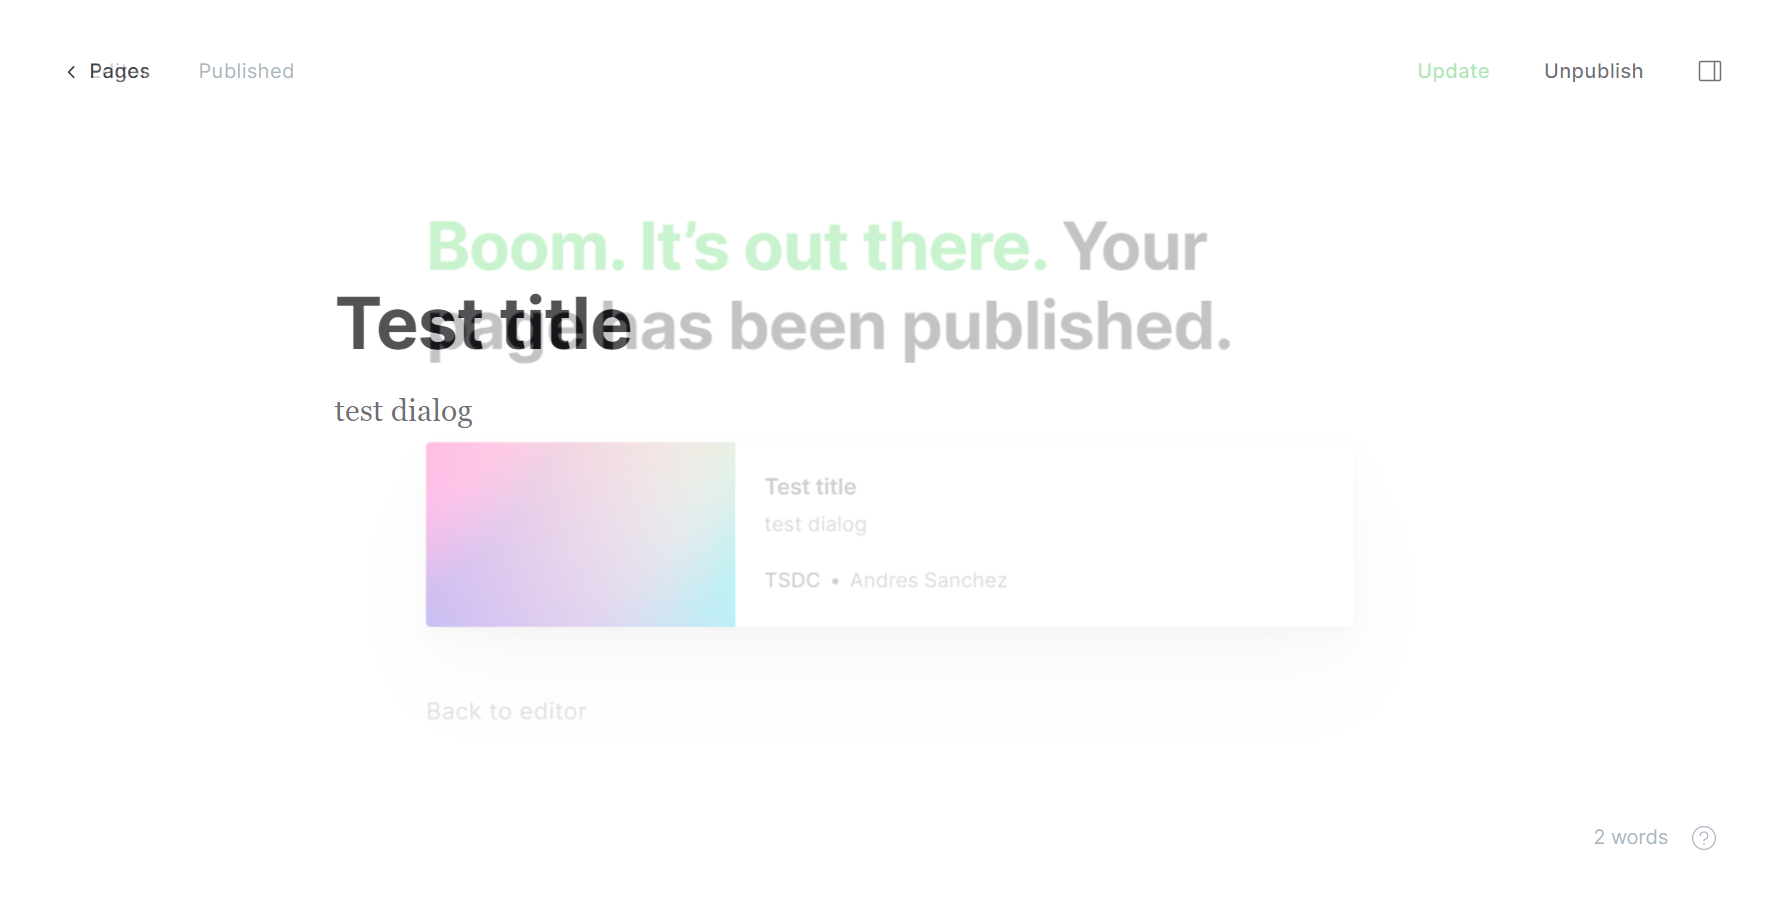 Pages
Editor
Published
Update
Unpublish
Boom. It’s out there. Your
page has been published.
Test title
test dialog
Test title
test dialog
TSDC • Andres Sanchez
Back to editor
2 words
?